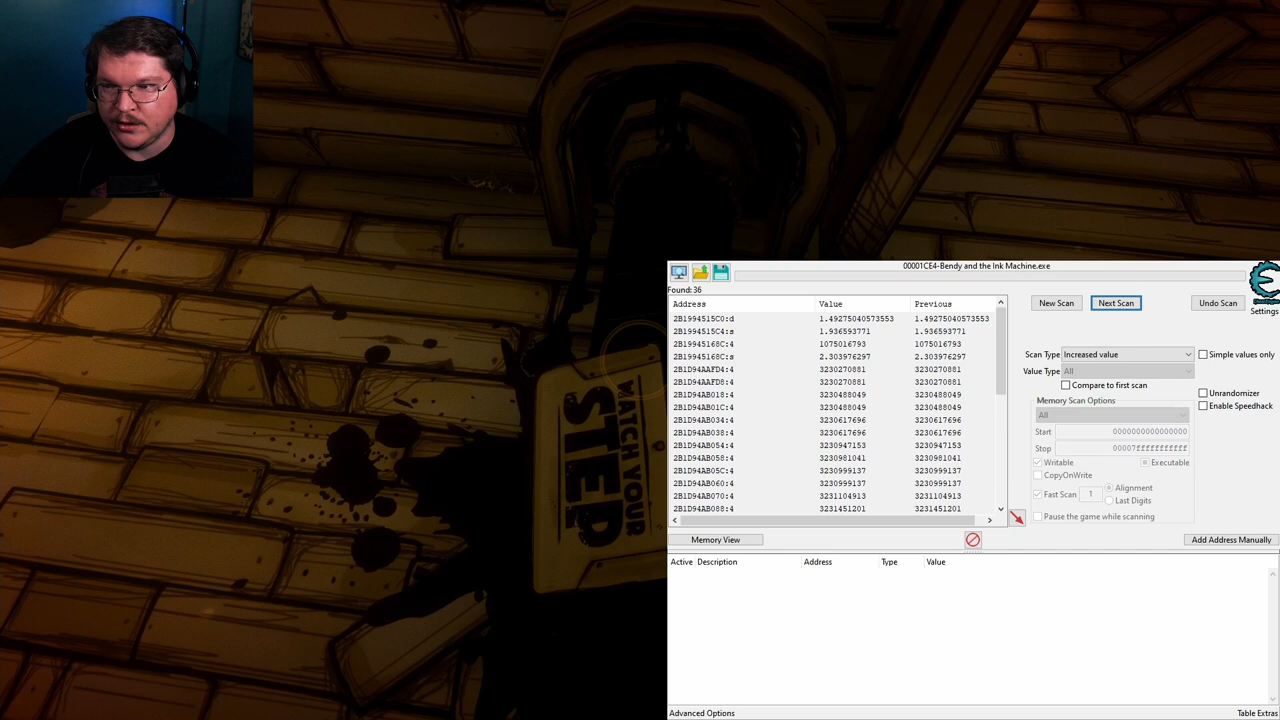 00001CE4-Bendy and the Ink Machine.exe
Found: 36
Address Value Previous
2B1994515C0:d 1.49275040573553 1.49275040573553
2B1994515C4:s 1.936593771 1.936593771
2B19945168C:4 1075016793 1075016793
2B19945168C:s 2.303976297 2.303976297
2B1D94AAFD4:4 3230270881 3230270881
2B1D94AAFD8:4 3230270881 3230270881
2B1D94AB018:4 3230488049 3230488049
2B1D94AB01C:4 3230488049 3230488049
2B1D94AB034:4 3230617696 3230617696
2B1D94AB038:4 3230617696 3230617696
2B1D94AB054:4 3230947153 3230947153
2B1D94AB058:4 3230981041 3230981041
2B1D94AB05C:4 3230999137 3230999137
2B1D94AB060:4 3230999137 3230999137
2B1D94AB070:4 3231104913 3231104913
2B1D94AB088:4 3231451201 3231451201
New Scan Next Scan Undo Scan
Settings
Scan Type Increased value Simple values only
Value Type All
Compare to first scan
Unrandomizer
Enable Speedhack
Memory Scan Options
All
Start 0000000000000000
Stop 00007fffffffffff
Writable Executable
CopyOnWrite
Fast Scan 1 Alignment
Last Digits
Pause the game while scanning
Memory View Add Address Manually
Active Description Address Type Value
Advanced Options Table Extras
WATCH YOUR
STEP